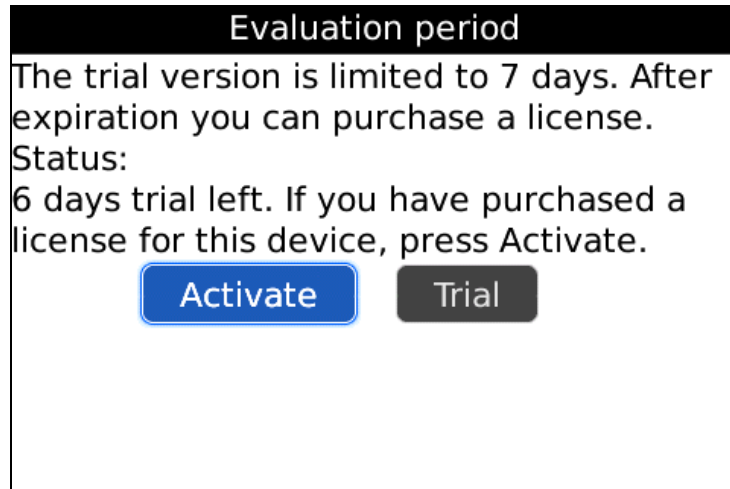 Evaluation period
The trial version is limited to 7 days. After
expiration you can purchase a license.
Status:
6 days trial left. If you have purchased a
license for this device, press Activate.
Activate Trial